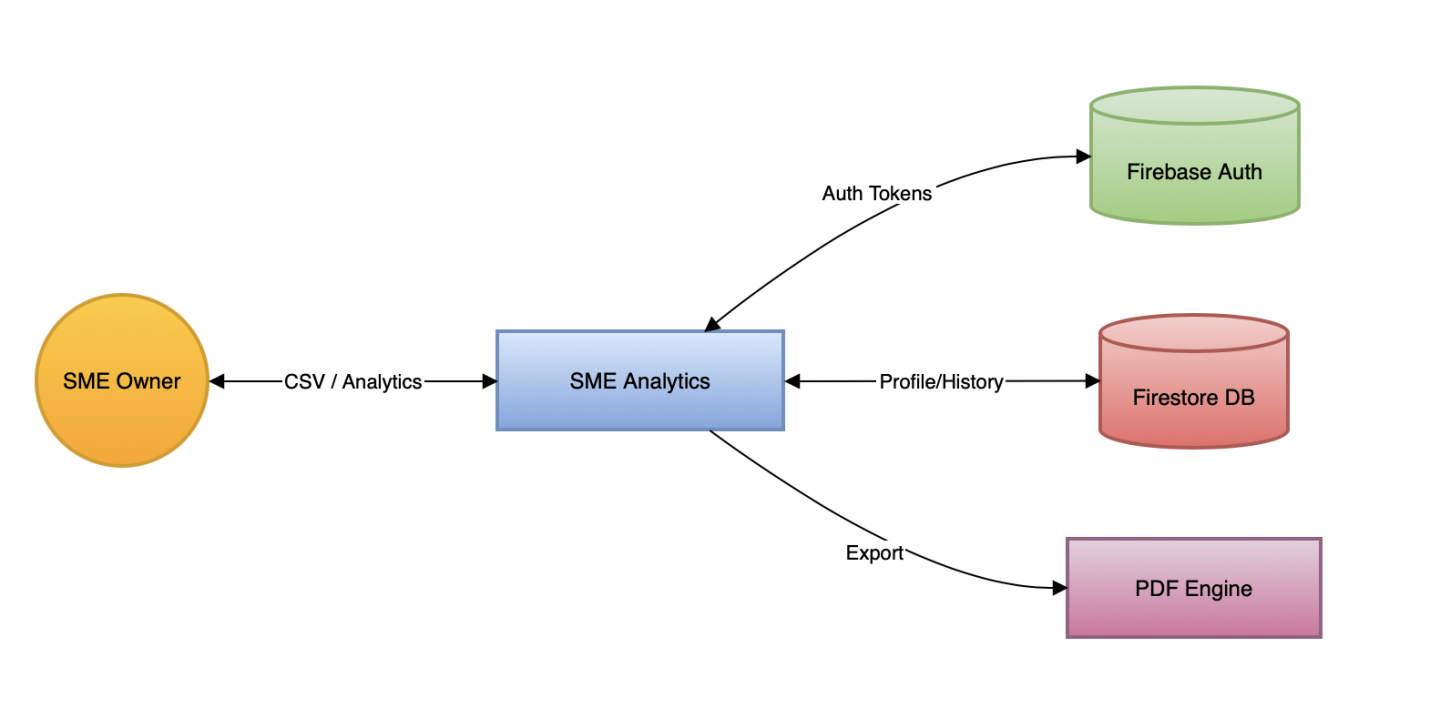 Firebase Auth
Auth Tokens
SME Owner
CSV / Analytics
SME Analytics
Profile/History
Firestore DB
Export
PDF Engine